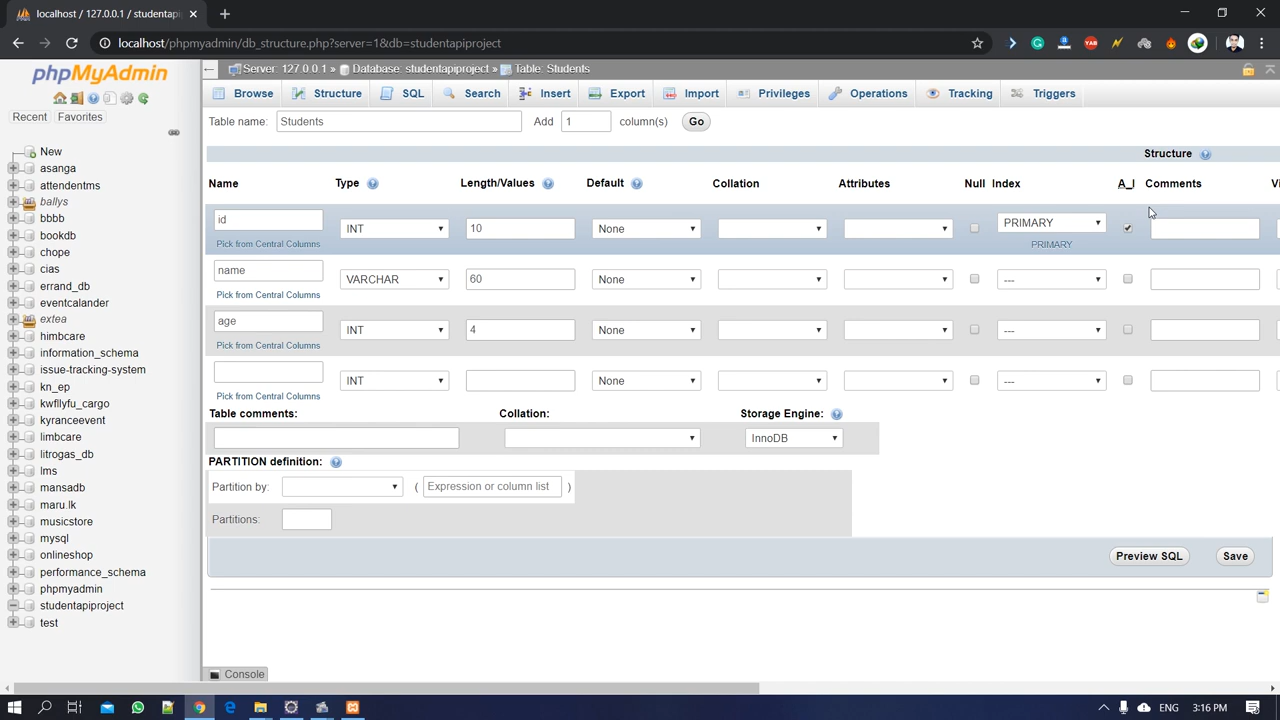 localhost / 127.0.0.1 / studentapi
localhost/phpmyadmin/db_structure.php?server=1&db=studentapiproject
YAB
phpMyAdmin
Recent
Favorites
New
asanga
attendentms
ballys
bbbb
bookdb
chope
cias
errand_db
eventcalander
extea
himbcare
information_schema
issue-tracking-system
kn_ep
kwfllyfu_cargo
kyranceevent
limbcare
litrogas_db
lms
mansadb
maru.lk
musicstore
mysql
onlineshop
performance_schema
phpmyadmin
studentapiproject
test
Server: 127.0.0.1 » Database: studentapiproject » Table: Students
Browse Structure SQL Search Insert Export Import Privileges Operations Tracking Triggers
Table name: Students Add 1 column(s) Go
Structure
Name Type Length/Values Default Collation Attributes Null Index A_I Comments Vi
id INT 10 None PRIMARY
Pick from Central Columns PRIMARY
name VARCHAR 60 None ---
Pick from Central Columns
age INT 4 None ---
Pick from Central Columns
INT None ---
Pick from Central Columns
Table comments: Collation: Storage Engine:
InnoDB
PARTITION definition:
Partition by: ( Expression or column list )
Partitions:
Preview SQL Save
Console
ENG 3:16 PM